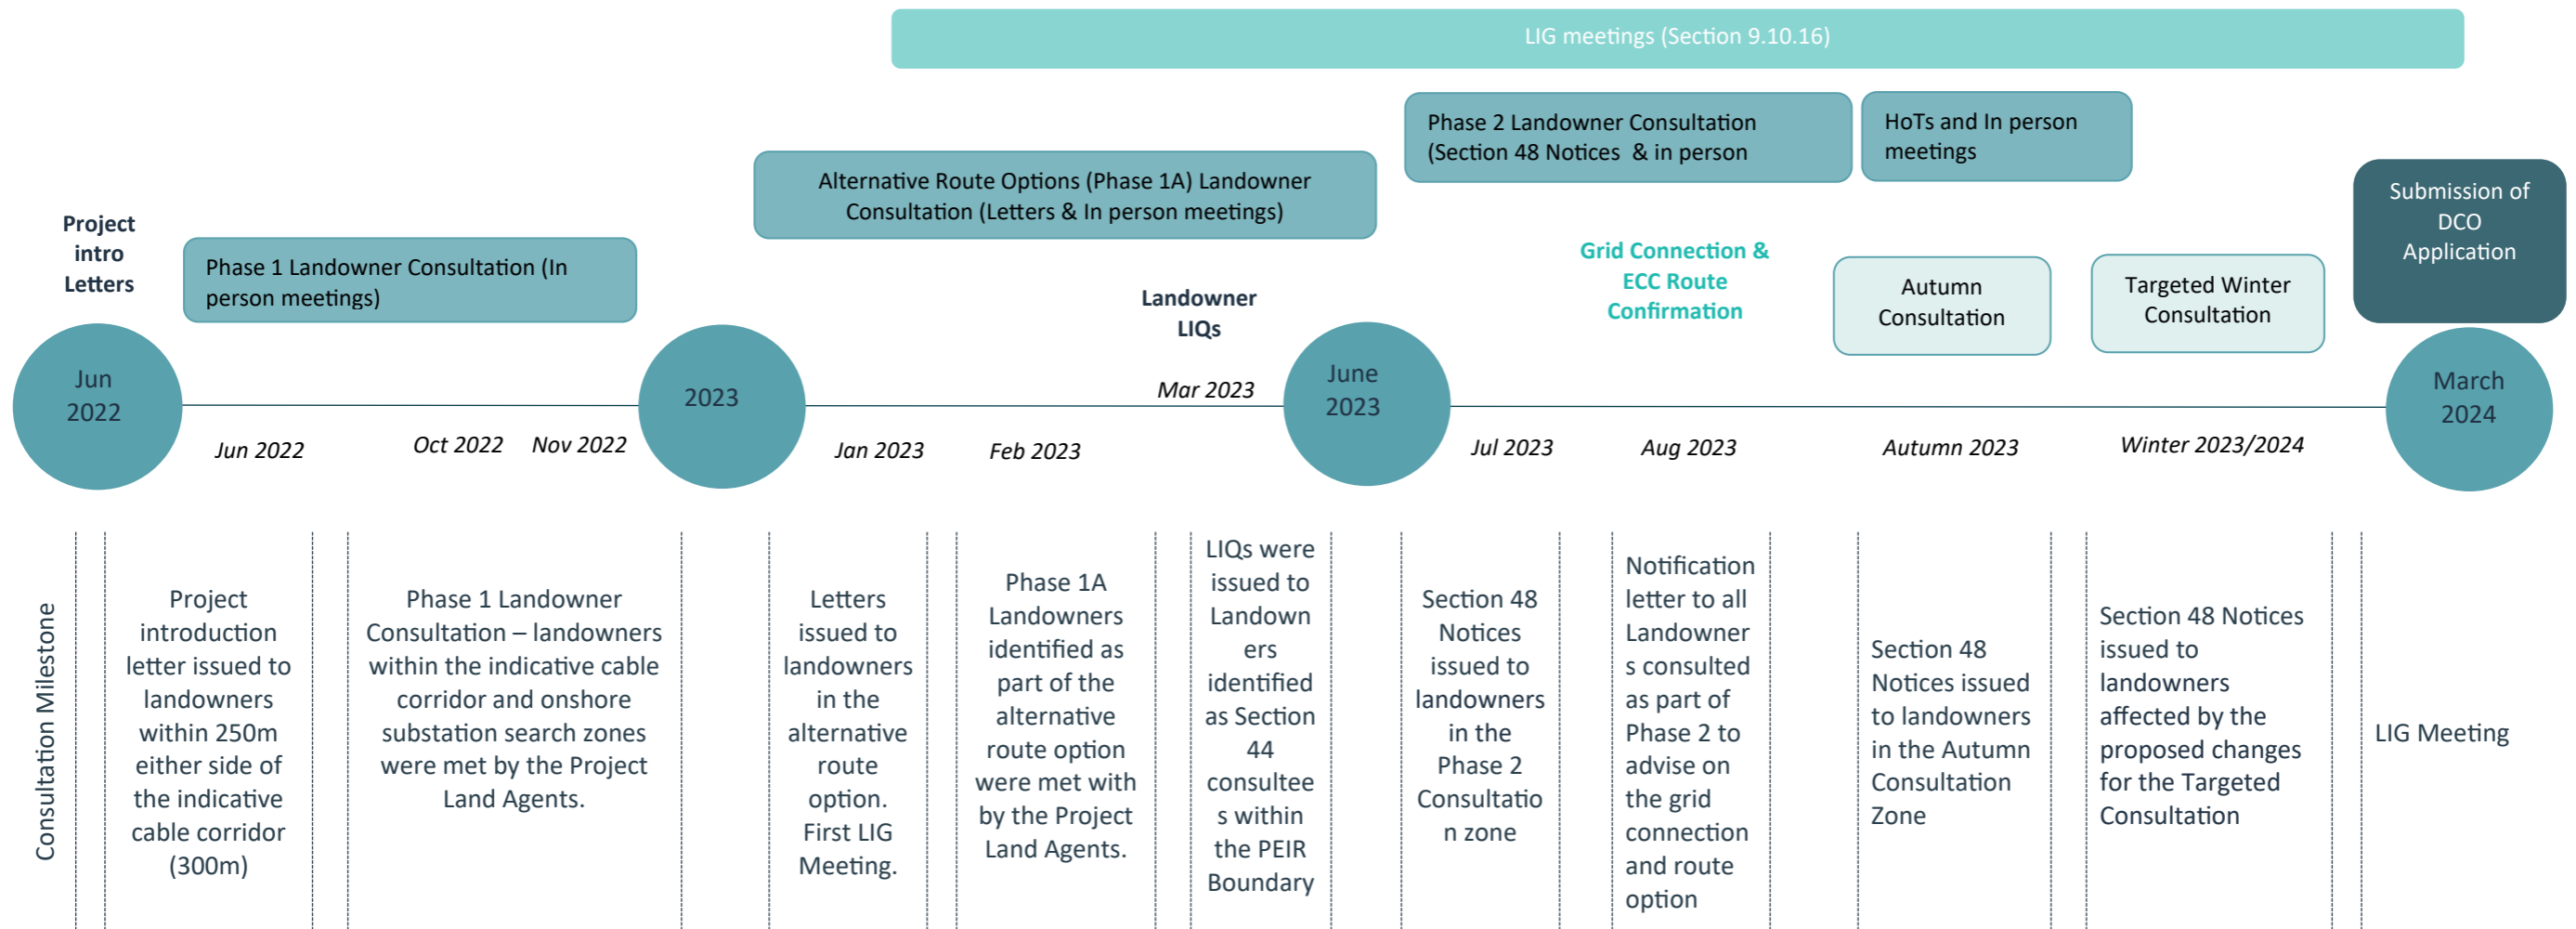 LIG meetings (Section 9.10.16)
Phase 2 Landowner Consultation
(Section 48 Notices & in person
HoTs and In person
meetings
Alternative Route Options (Phase 1A) Landowner
Consultation (Letters & In person meetings)
Submission of
DCO
Application
Project
intro
Letters
Phase 1 Landowner Consultation (In
person meetings)
Landowner
LIQs
Grid Connection &
ECC Route
Confirmation
Autumn
Consultation
Targeted Winter
Consultation
Jun
2022
2023
June
2023
March
2024
Jun 2022
Oct 2022
Nov 2022
Jan 2023
Feb 2023
Mar 2023
Jul 2023
Aug 2023
Autumn 2023
Winter 2023/2024
Consultation Milestone
Project
introduction
letter issued to
landowners
within 250m
either side of
the indicative
cable corridor
(300m)
Phase 1 Landowner
Consultation – landowners
within the indicative cable
corridor and onshore
substation search zones
were met by the Project
Land Agents.
Letters
issued to
landowners
in the
alternative
route
option.
First LIG
Meeting.
Phase 1A
Landowners
identified as
part of the
alternative
route option
were met with
by the Project
Land Agents.
LIQs were
issued to
Landown
ers
identified
as Section
44
consultee
s within
the PEIR
Boundary
Section 48
Notices
issued to
landowners
in the
Phase 2
Consultatio
n zone
Notification
letter to all
Landowner
s consulted
as part of
Phase 2 to
advise on
the grid
connection
and route
option
Section 48
Notices issued
to landowners
in the Autumn
Consultation
Zone
Section 48 Notices
issued to
landowners
affected by the
proposed changes
for the Targeted
Consultation
LIG Meeting